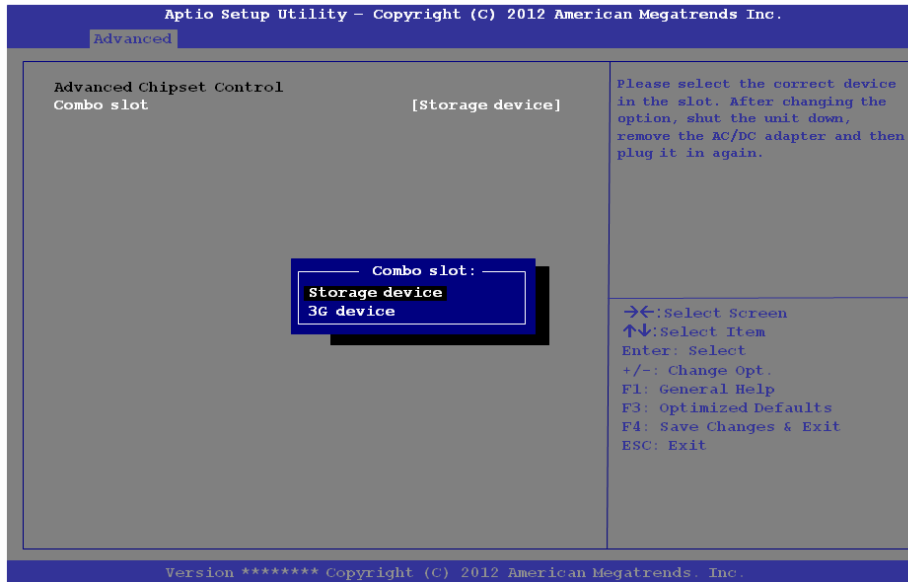 Aptio Setup Utility – Copyright (C) 2012 American Megatrends Inc.
Advanced
Advanced Chipset Control
Combo slot [Storage device]
Please select the correct device
in the slot. After changing the
option, shut the unit down,
remove the AC/DC adapter and then
plug it in again.
Combo slot:
Storage device
3G device
→←:Select Screen
↑↓:Select Item
Enter: Select
+/-: Change Opt.
F1: General Help
F3: Optimized Defaults
F4: Save Changes & Exit
ESC: Exit
Version ******** Copyright (C) 2012 American Megatrends. Inc.